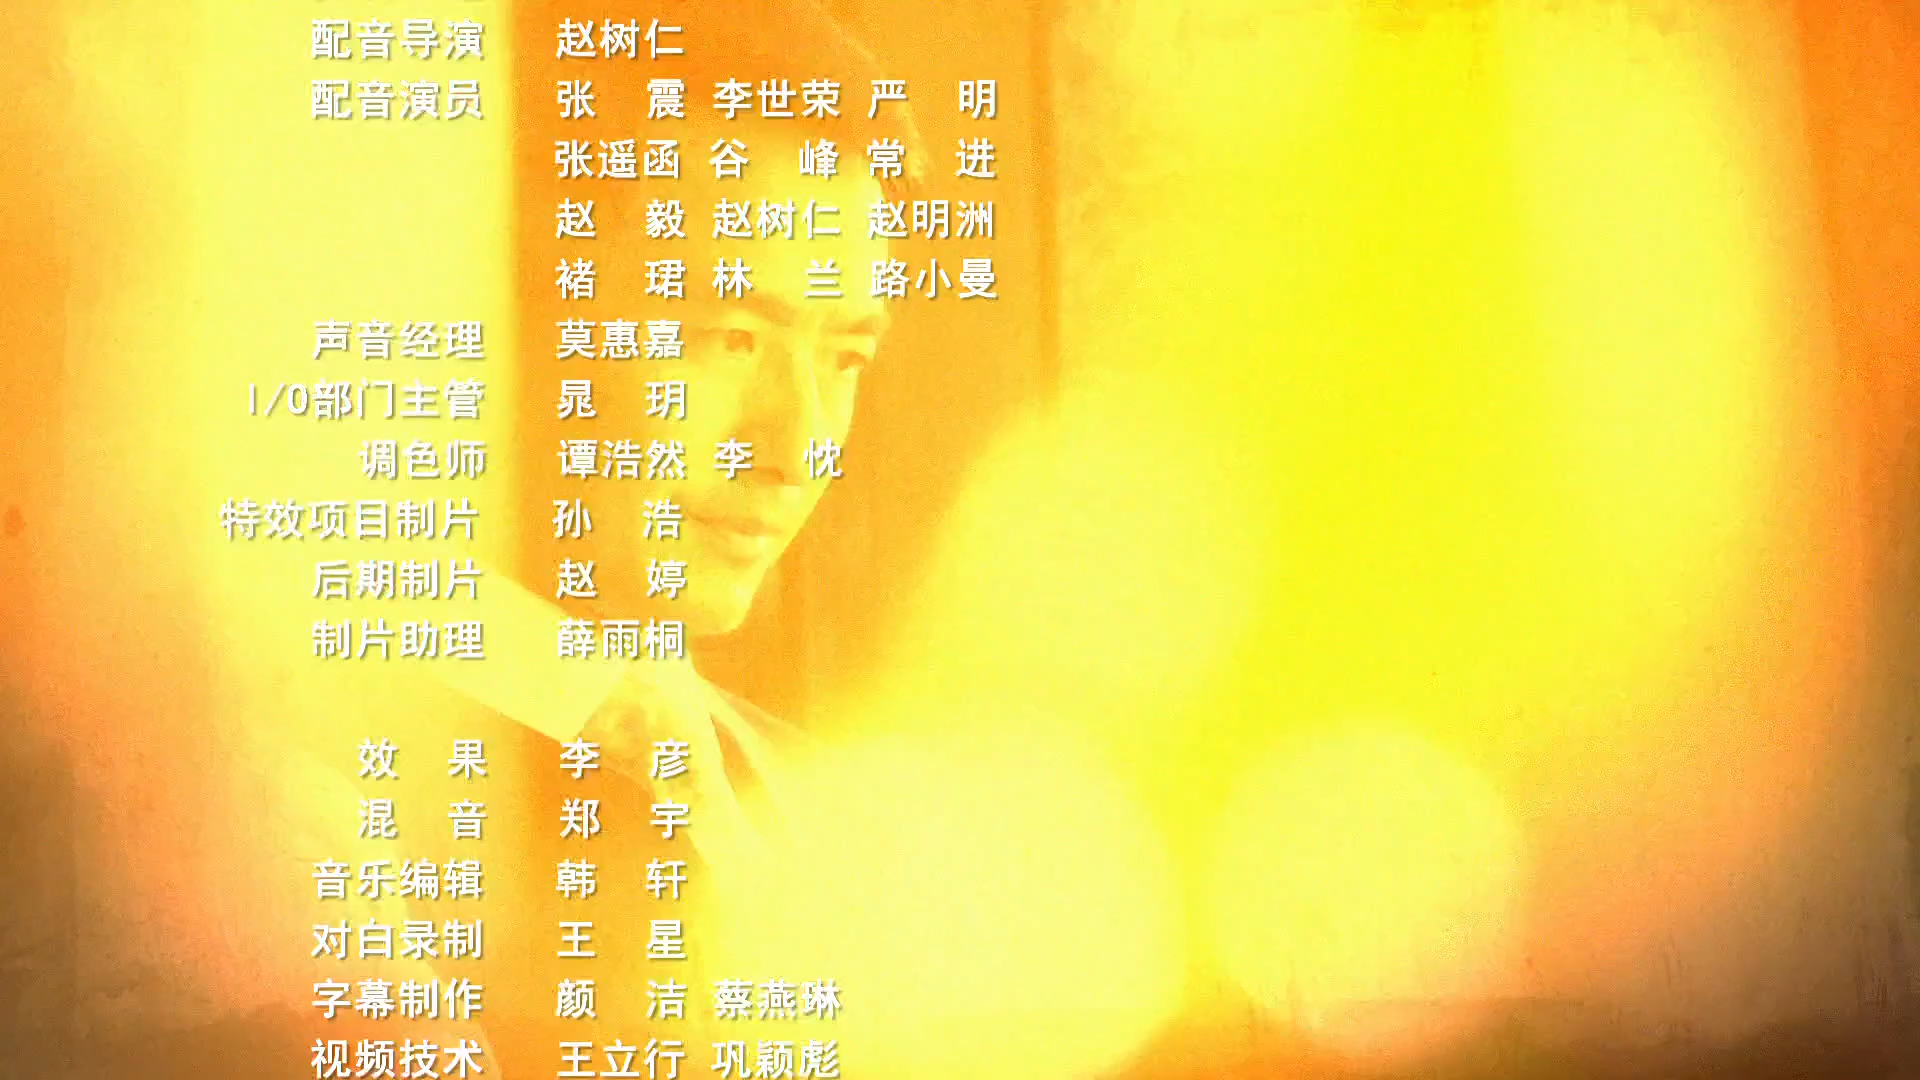 配音导演 赵树仁
配音演员 张 震 李世荣 严 明
张遥函 谷 峰 常 进
赵 毅 赵树仁 赵明洲
褚 珺 林 兰 路小曼
声音经理 莫惠嘉
I/O部门主管 晁 玥
调色师 谭浩然 李 忱
特效项目制片 孙 浩
后期制片 赵 婷
制片助理 薛雨桐
效 果 李 彦
混 音 郑 宇
音乐编辑 韩 轩
对白录制 王 星
字幕制作 颜 洁 蔡燕琳
视频技术 王立行 巩颖彪